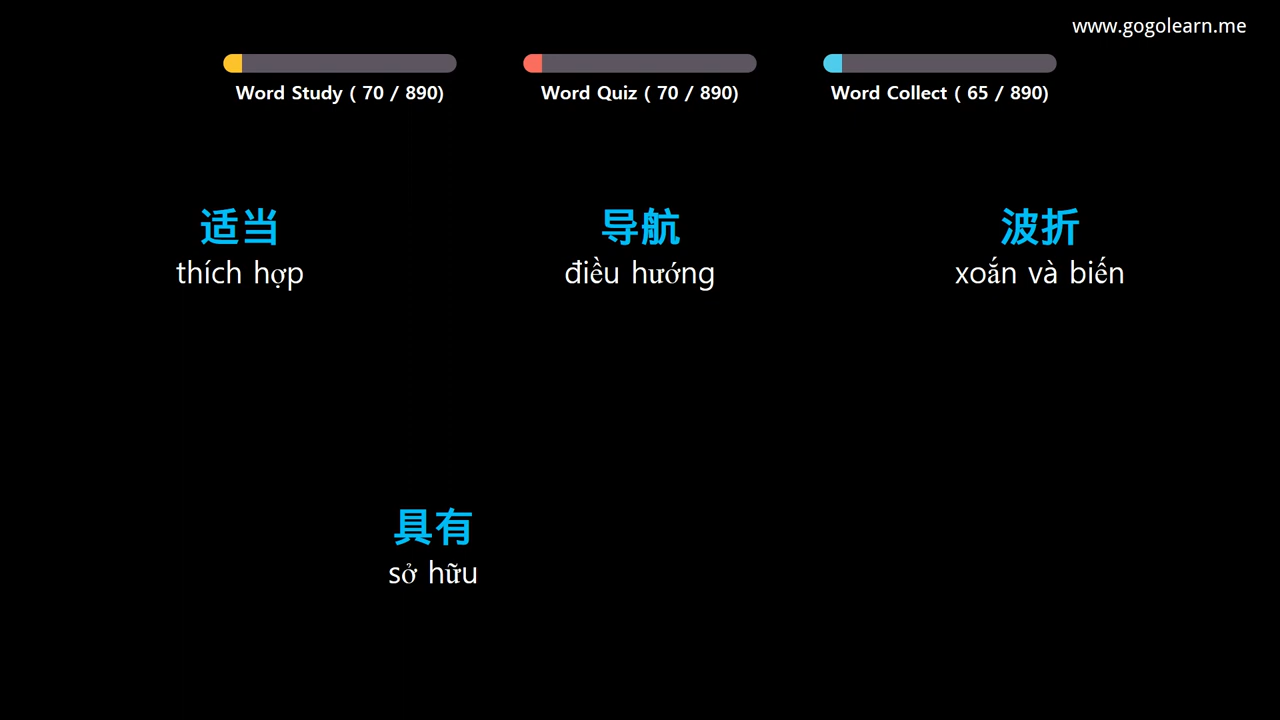 www.gogolearn.me
Word Study ( 70 / 890)
Word Quiz ( 70 / 890)
Word Collect ( 65 / 890)
适当
thích hợp
导航
điều hướng
波折
xoắn và biến
具有
sở hữu